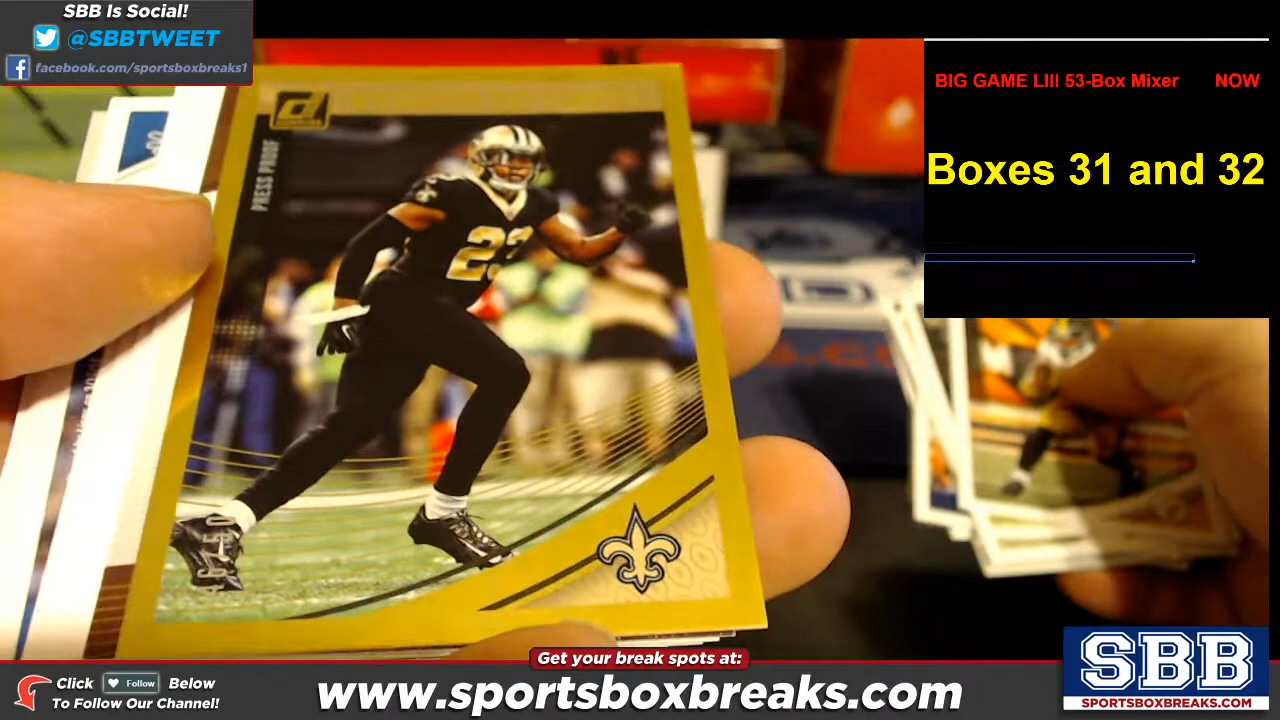 SBB Is Social!
@SBBTWEET
facebook.com/sportsboxbreaks1
BIG GAME LIII 53-Box Mixer NOW
Boxes 31 and 32
PRESS PROOF
23
Get your break spots at:
Click Follow Below
To Follow Our Channel!
www.sportsboxbreaks.com
SBB
SPORTSBOXBREAKS.COM